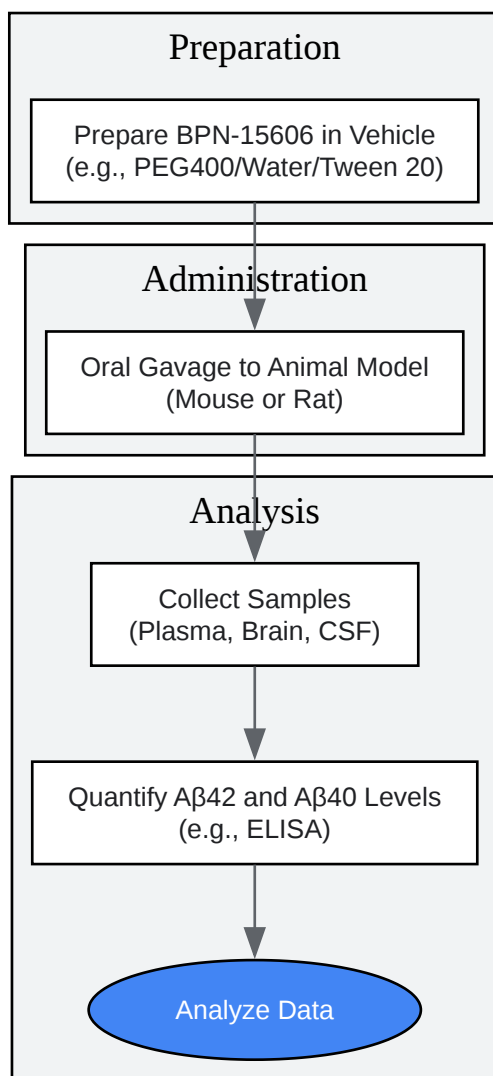 Preparation
Prepare BPN-15606 in Vehicle
(e.g., PEG400/Water/Tween 20)
Administration
Oral Gavage to Animal Model
(Mouse or Rat)
Analysis
Collect Samples
(Plasma, Brain, CSF)
Quantify Aβ42 and Aβ40 Levels
(e.g., ELISA)
Analyze Data